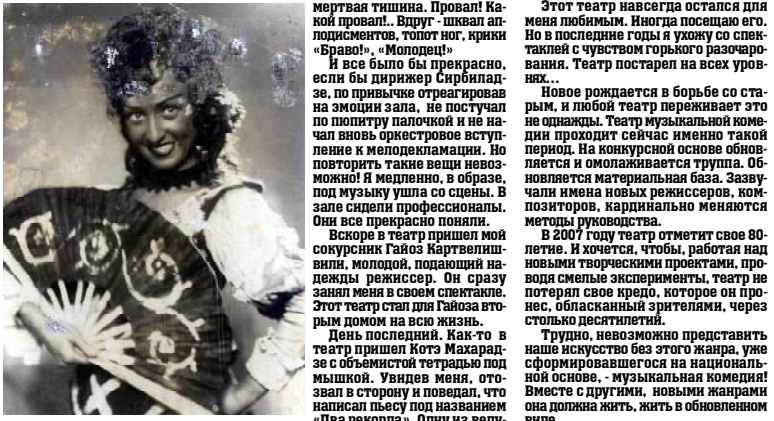 мертвая тишина. Провал! Ка-
кой провал!.. Вдруг - шквал ап-
лодисментов, топот ног, крики
«Браво!», «Молодец!»
И все было бы прекрасно,
если бы дирижер Сирбилад-
зе, по привычке отреагировав
на эмоции зала, не постучал
по пюпитру палочкой и не на-
чал вновь оркестровое вступ-
ление к мелодекламации. Но
повторить такие вещи невоз-
можно! Я медленно, в образе,
под музыку ушла со сцены. В
зале сидели профессионалы.
Они все прекрасно поняли.
Вскоре в театр пришел мой
сокурсник Гайоз Картвелиш-
вили, молодой, подающий на-
дежды режиссер. Он сразу
занял меня в своем спектакле.
Этот театр стал для Гайоза вто-
рым домом на всю жизнь.
День последний. Как-то в
театр пришел Котэ Махарад-
зе с объемистой тетрадью под
мышкой. Увидев меня, ото-
звал в сторону и поведал, что
написал пьесу под названием
«Два рекорда». Одну из веду-
Этот театр навсегда остался для
меня любимым. Иногда посещаю его.
Но в последние годы я ухожу со спек-
таклей с чувством горького разочаро-
вания. Театр постарел на всех уров-
нях...
Новое рождается в борьбе со ста-
рым, и любой театр переживает это
не однажды. Театр музыкальной коме-
дии проходит сейчас именно такой
период. На конкурсной основе обнов-
ляется и омолаживается труппа. Об-
новляется материальная база. Зазву-
чали имена новых режиссеров, ком-
позиторов, кардинально меняются
методы руководства.
В 2007 году театр отметит свое 80-
летие. И хочется, чтобы, работая над
новыми творческими проектами, про-
водя смелые эксперименты, театр не
потерял свое кредо, которое он про-
нес, обласканный зрителями, через
столько десятилетий.
Трудно, невозможно представить
наше искусство без этого жанра, уже
сформировавшегося на националь-
ной основе, - музыкальная комедия!
Вместе с другими, новыми жанрами
она должна жить, жить в обновленном
виде.